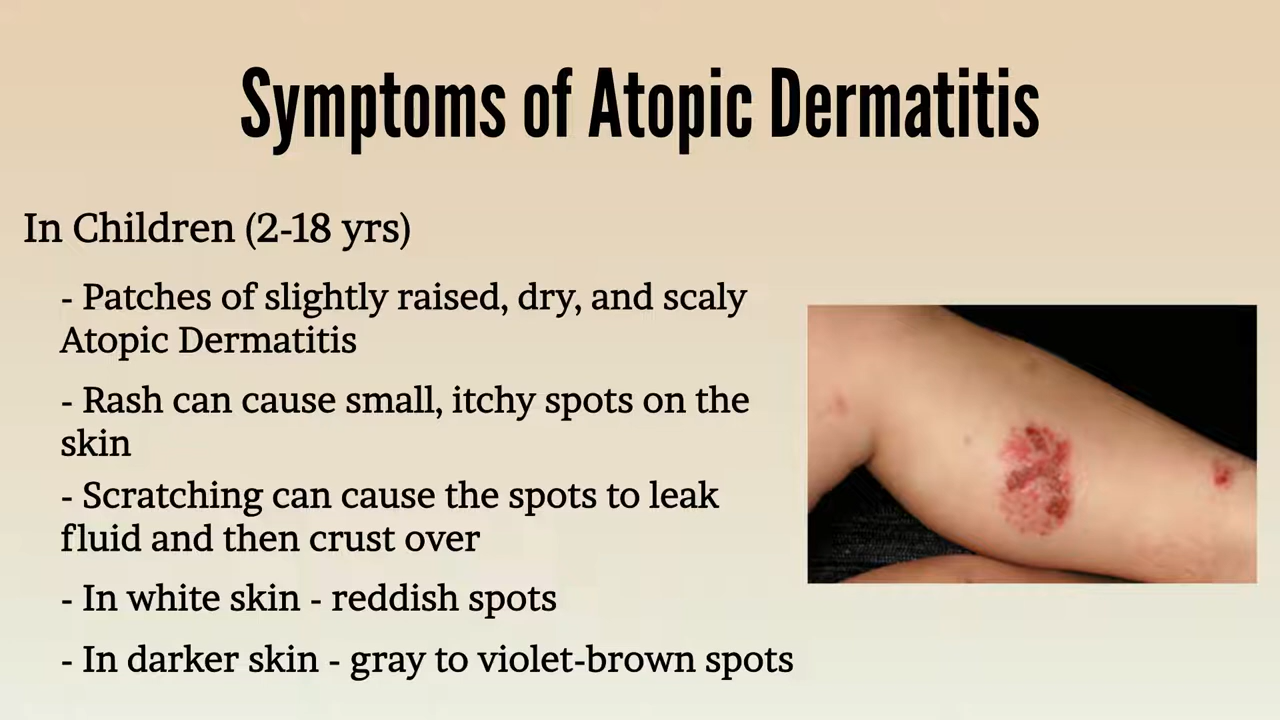 Symptoms of Atopic Dermatitis
In Children (2-18 yrs)
- Patches of slightly raised, dry, and scaly
Atopic Dermatitis
- Rash can cause small, itchy spots on the
skin
- Scratching can cause the spots to leak
fluid and then crust over
- In white skin - reddish spots
- In darker skin - gray to violet-brown spots